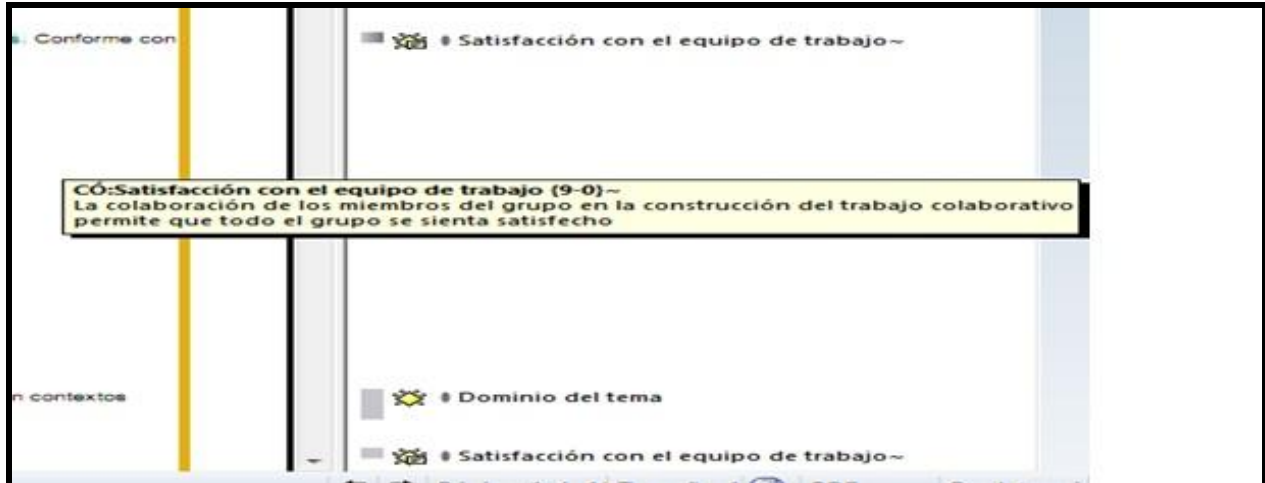 s. Conforme con
Satisfacción con el equipo de trabajo~
CÓ:Satisfacción con el equipo de trabajo {9-0}~
La colaboración de los miembros del grupo en la construcción del trabajo colaborativo
permite que todo el grupo se sienta satisfecho
n contextos
Dominio del tema
Satisfacción con el equipo de trabajo~